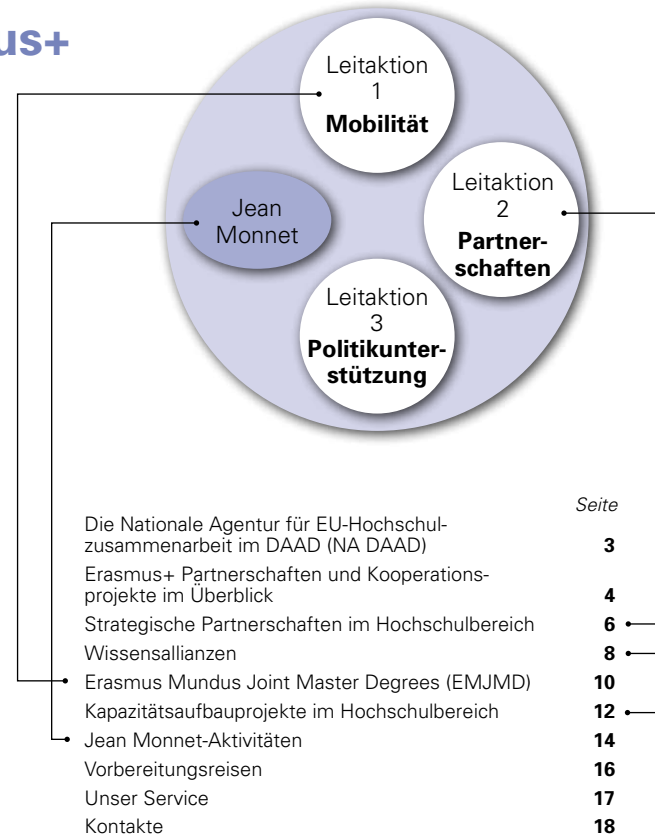 us+
Leitaktion
1
Mobilität
Leitaktion
2
Partner-
schaften
Jean
Monnet
Leitaktion
3
Politikunter-
stützung
Seite
Die Nationale Agentur für EU-Hochschul-
zusammenarbeit im DAAD (NA DAAD) 3
Erasmus+ Partnerschaften und Kooperations-
projekte im Überblick 4
Strategische Partnerschaften im Hochschulbereich 6
Wissensallianzen 8
Erasmus Mundus Joint Master Degrees (EMJMD) 10
Kapazitätsaufbauprojekte im Hochschulbereich 12
Jean Monnet-Aktivitäten 14
Vorbereitungsreisen 16
Unser Service 17
Kontakte 18